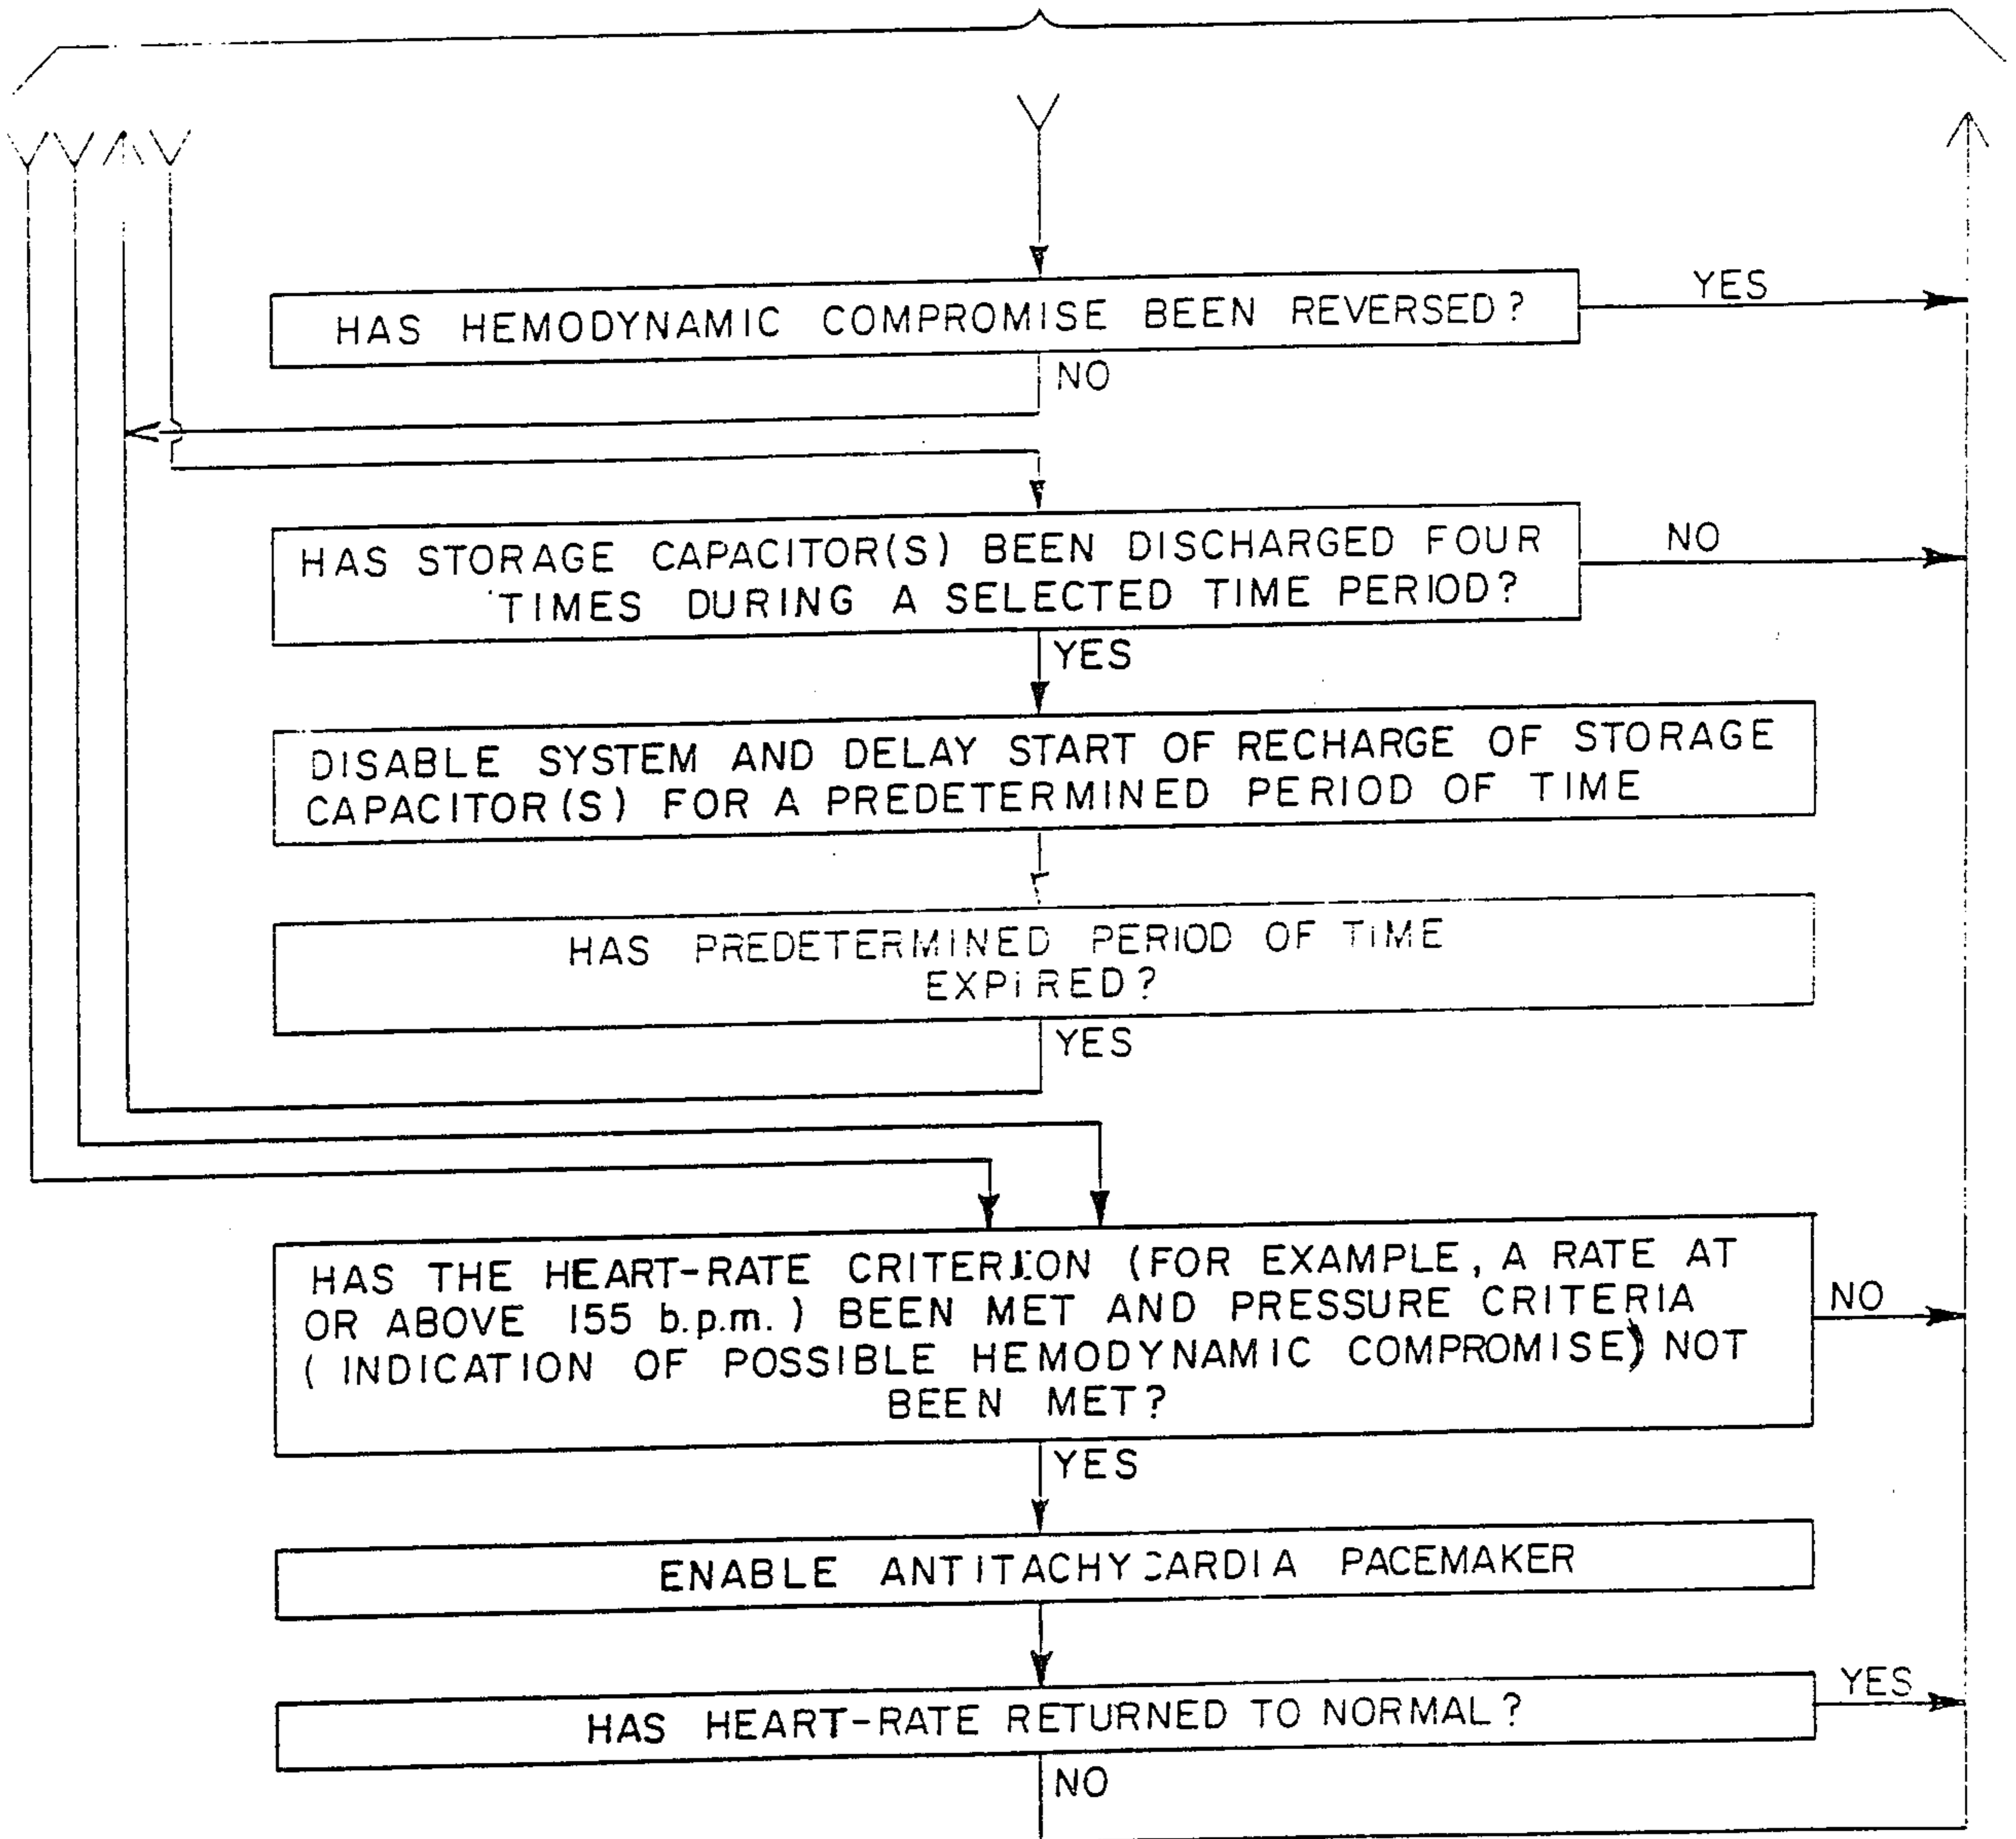 HAS HEMODYNAMIC COMPROMISE BEEN REVERSED?
YES
NO
HAS STORAGE CAPACITOR(S) BEEN DISCHARGED FOUR
TIMES DURING A SELECTED TIME PERIOD?
NO
YES
DISABLE SYSTEM AND DELAY START OF RECHARGE OF STORAGE
CAPACITOR(S) FOR A PREDETERMINED PERIOD OF TIME
HAS PREDETERMINED PERIOD OF TIME
EXPIRED?
YES
HAS THE HEART-RATE CRITERION (FOR EXAMPLE, A RATE AT
OR ABOVE 155 b.p.m.) BEEN MET AND PRESSURE CRITERIA
(INDICATION OF POSSIBLE HEMODYNAMIC COMPROMISE) NOT
BEEN MET?
NO
YES
ENABLE ANTITACHYCARDIA PACEMAKER
HAS HEART-RATE RETURNED TO NORMAL?
YES
NO